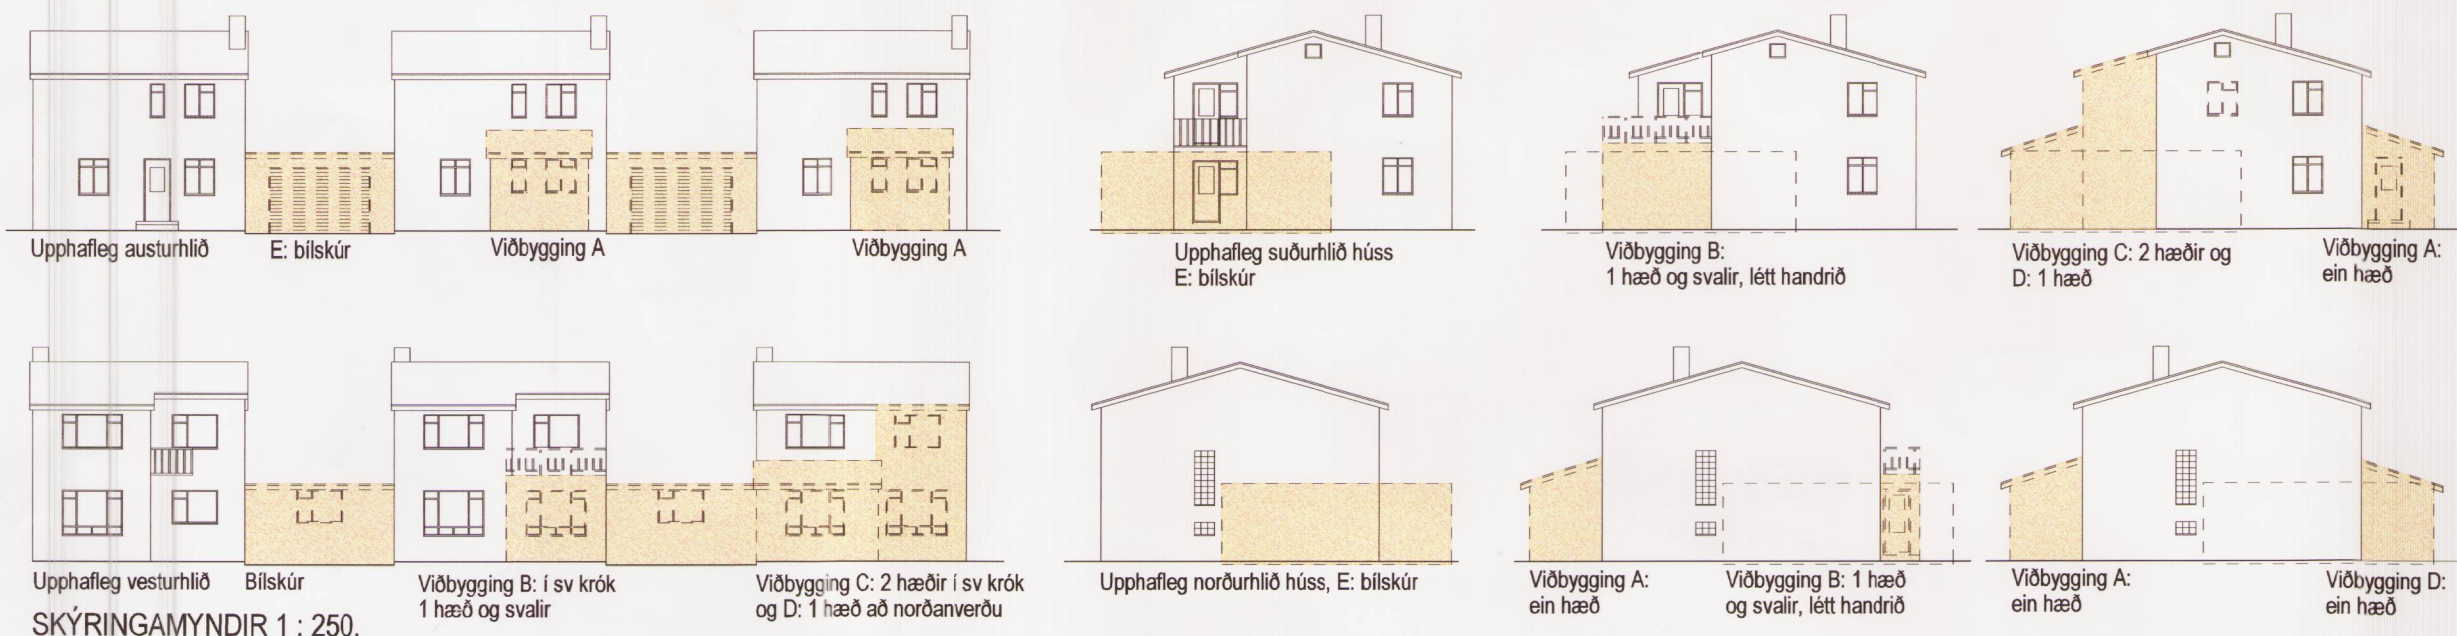 Upphafleg austurhlið
E: bílskúr
Viðbygging A
Viðbygging A
Upphafleg suðurhlið húss
E: bílskúr
Viðbygging B:
1 hæð og svalir, létt handrið
Viðbygging C: 2 hæðir og
D: 1 hæð
Viðbygging A:
ein hæð
Upphafleg vesturhlið
Bílskúr
Viðbygging B: í sv krók
1 hæð og svalir
Viðbygging C: 2 hæðir í sv krók
og D: 1 hæð að norðanverðu
Upphafleg norðurhlið húss, E: bílskúr
Viðbygging A:
ein hæð
Viðbygging B: 1 hæð
og svalir, létt handrið
Viðbygging A:
ein hæð
Viðbygging D:
ein hæð
SKÝRINGAMYNDIR 1 : 250.